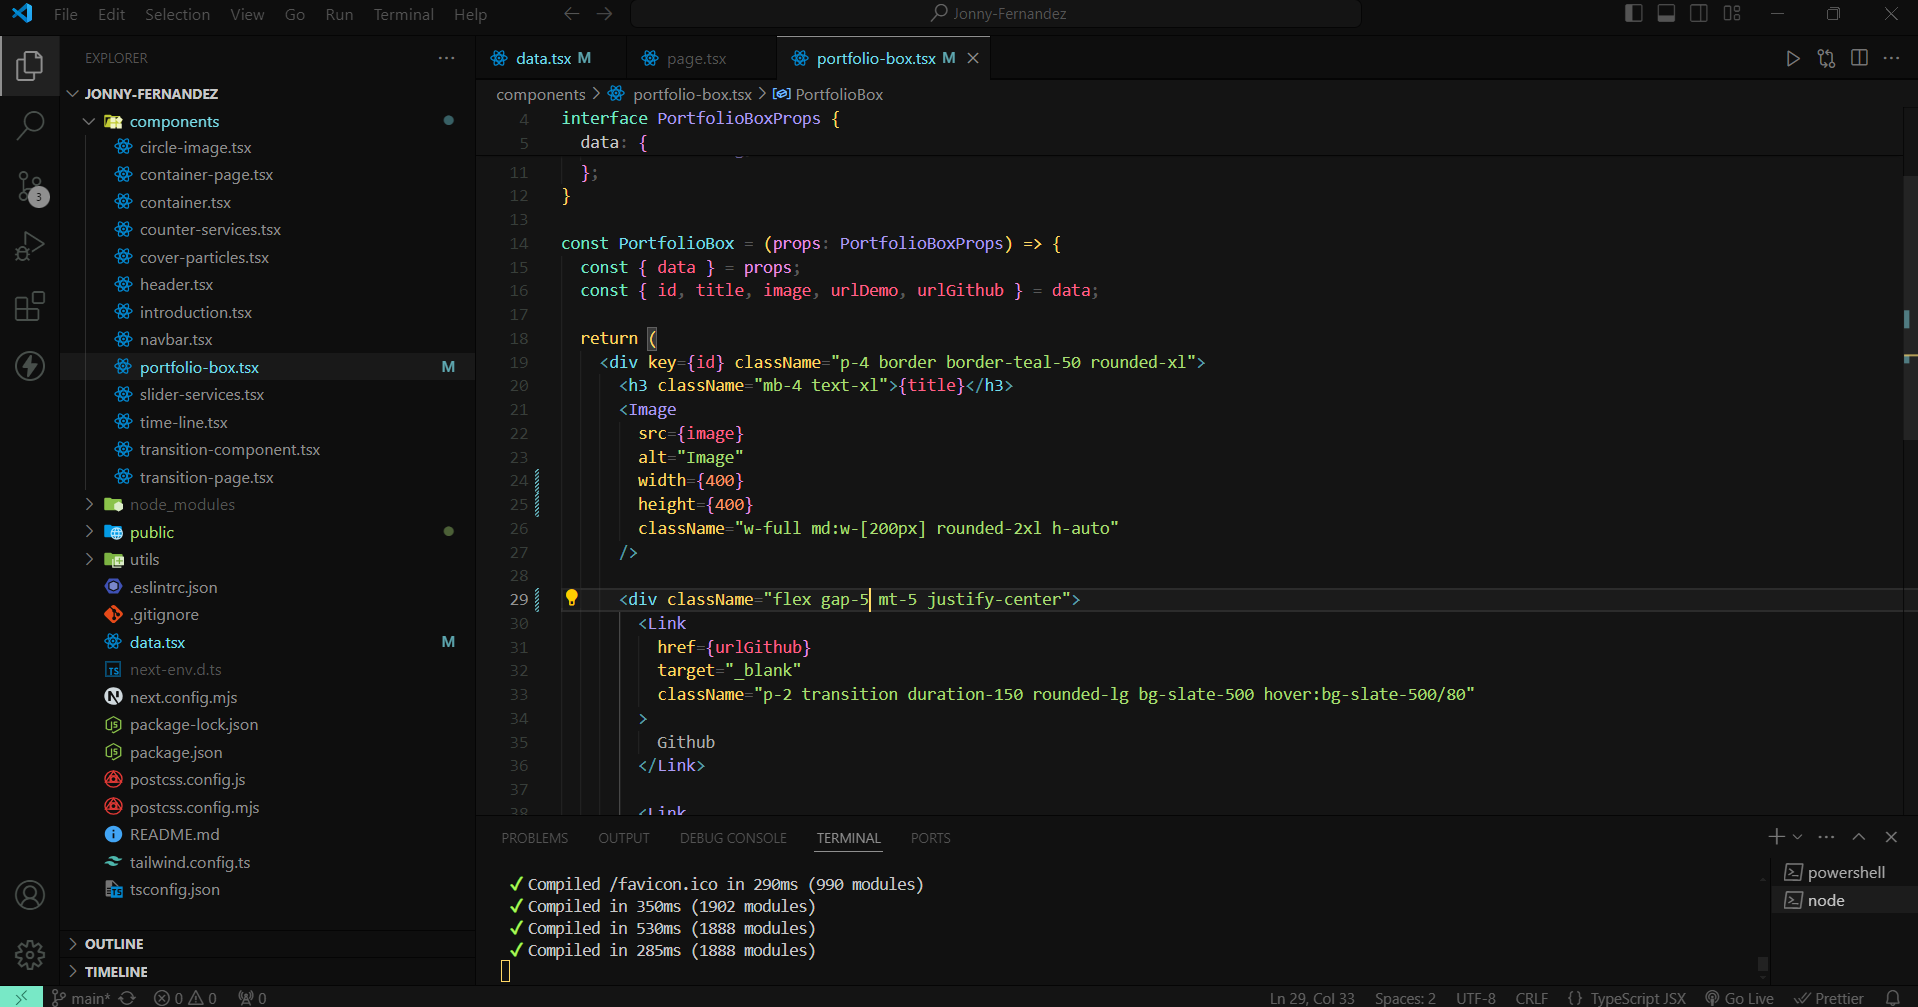 File Edit Selection View Go Run Terminal Help
Jonny-Fernandez
EXPLORER
JONNY-FERNANDEZ
components
circle-image.tsx
container-page.tsx
container.tsx
counter-services.tsx
cover-particles.tsx
header.tsx
introduction.tsx
navbar.tsx
portfolio-box.tsx M
slider-services.tsx
time-line.tsx
transition-component.tsx
transition-page.tsx
node_modules
public
utils
.eslintrc.json
.gitignore
data.tsx M
next-env.d.ts
next.config.mjs
package-lock.json
package.json
postcss.config.js
postcss.config.mjs
README.md
tailwind.config.ts
tsconfig.json
OUTLINE
TIMELINE
3
data.tsx M page.tsx portfolio-box.tsx M
components > portfolio-box.tsx > PortfolioBox
4 interface PortfolioBoxProps {
5 data: {
11 };
12 }
13
14 const PortfolioBox = (props: PortfolioBoxProps) => {
15 const { data } = props;
16 const { id, title, image, urlDemo, urlGithub } = data;
17
18 return (
19 <div key={id} className="p-4 border border-teal-50 rounded-xl">
20 <h3 className="mb-4 text-xl">{title}</h3>
21 <Image
22 src={image}
23 alt="Image"
24 width={400}
25 height={400}
26 className="w-full md:w-[200px] rounded-2xl h-auto"
27 />
28
29 <div className="flex gap-5 mt-5 justify-center">
30 <Link
31 href={urlGithub}
32 target="_blank"
33 className="p-2 transition duration-150 rounded-lg bg-slate-500 hover:bg-slate-500/80"
34 >
35 Github
36 </Link>
37
38 <Link
PROBLEMS OUTPUT DEBUG CONSOLE TERMINAL PORTS
✓ Compiled /favicon.ico in 290ms (990 modules)
✓ Compiled in 350ms (1902 modules)
✓ Compiled in 530ms (1888 modules)
✓ Compiled in 285ms (1888 modules)
powershell
node
main* 0 0 0 Ln 29, Col 33 Spaces: 2 UTF-8 CRLF {} TypeScript JSX Go Live Prettier